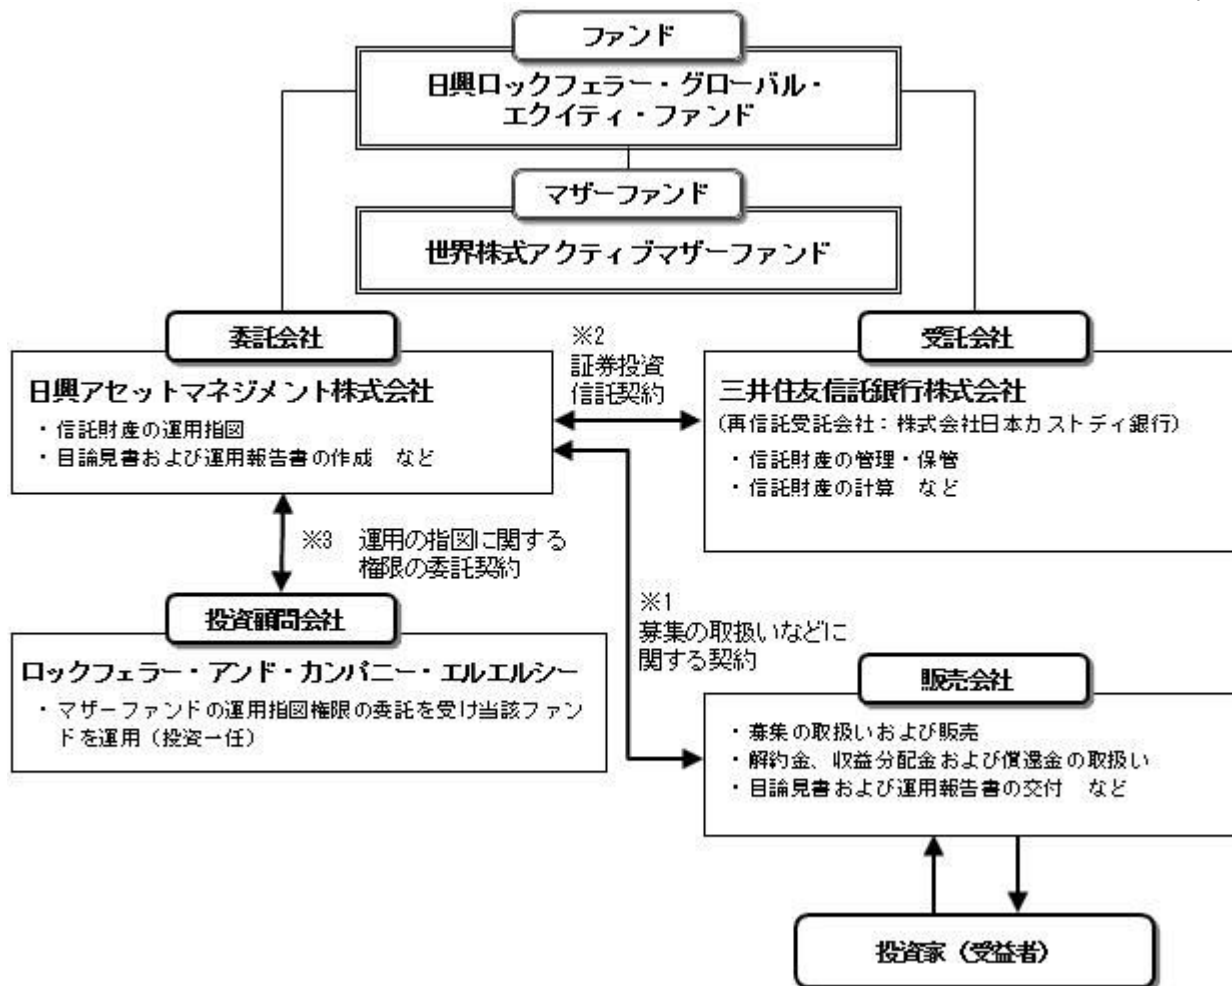 ファンド
日興ロックフェラー・グローバル・
エクイティ・ファンド
マザーファンド
世界株式アクティブマザーファンド
委託会社
日興アセットマネジメント株式会社
・信託財産の運用指図
・目論見書および運用報告書の作成　など
※2
証券投資
信託契約
受託会社
三井住友信託銀行株式会社
(再信託受託会社：株式会社日本カストディ銀行)
・信託財産の管理・保管
・信託財産の計算　など
※3　運用の指図に関する
権限の委託契約
投資顧問会社
ロックフェラー・アンド・カンパニー・エルエルシー
・マザーファンドの運用指図権限の委託を受け当該ファン
ドを運用（投資一任）
※1
募集の取扱いなどに
関する契約
販売会社
・募集の取扱いおよび販売
・解約金、収益分配金および償還金の取扱い
・目論見書および運用報告書の交付　など
投資家（受益者）